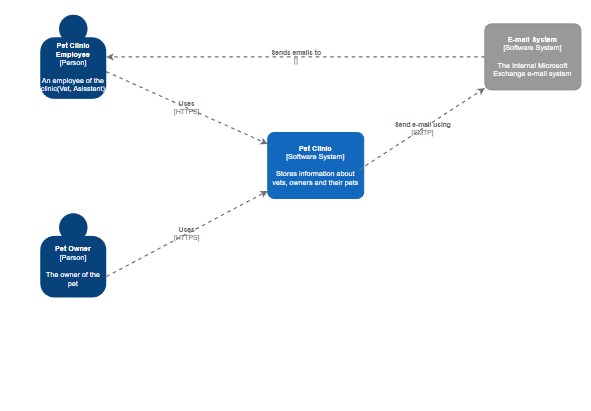 Pet Clinic
Employee
[Person]
An employee of the
clinic(Vet, Asisstent)
Sends emails to
[]
E-mail System
[Software System]
The Internal Microsoft
Exchange e-mail system
Uses
[HTTPS]
Send e-mail using
[SMTP]
Pet Clinic
[Software System]
Stores information about
vets, owners and their pets
Uses
[HTTPS]
Pet Owner
[Person]
The owner of the
pet